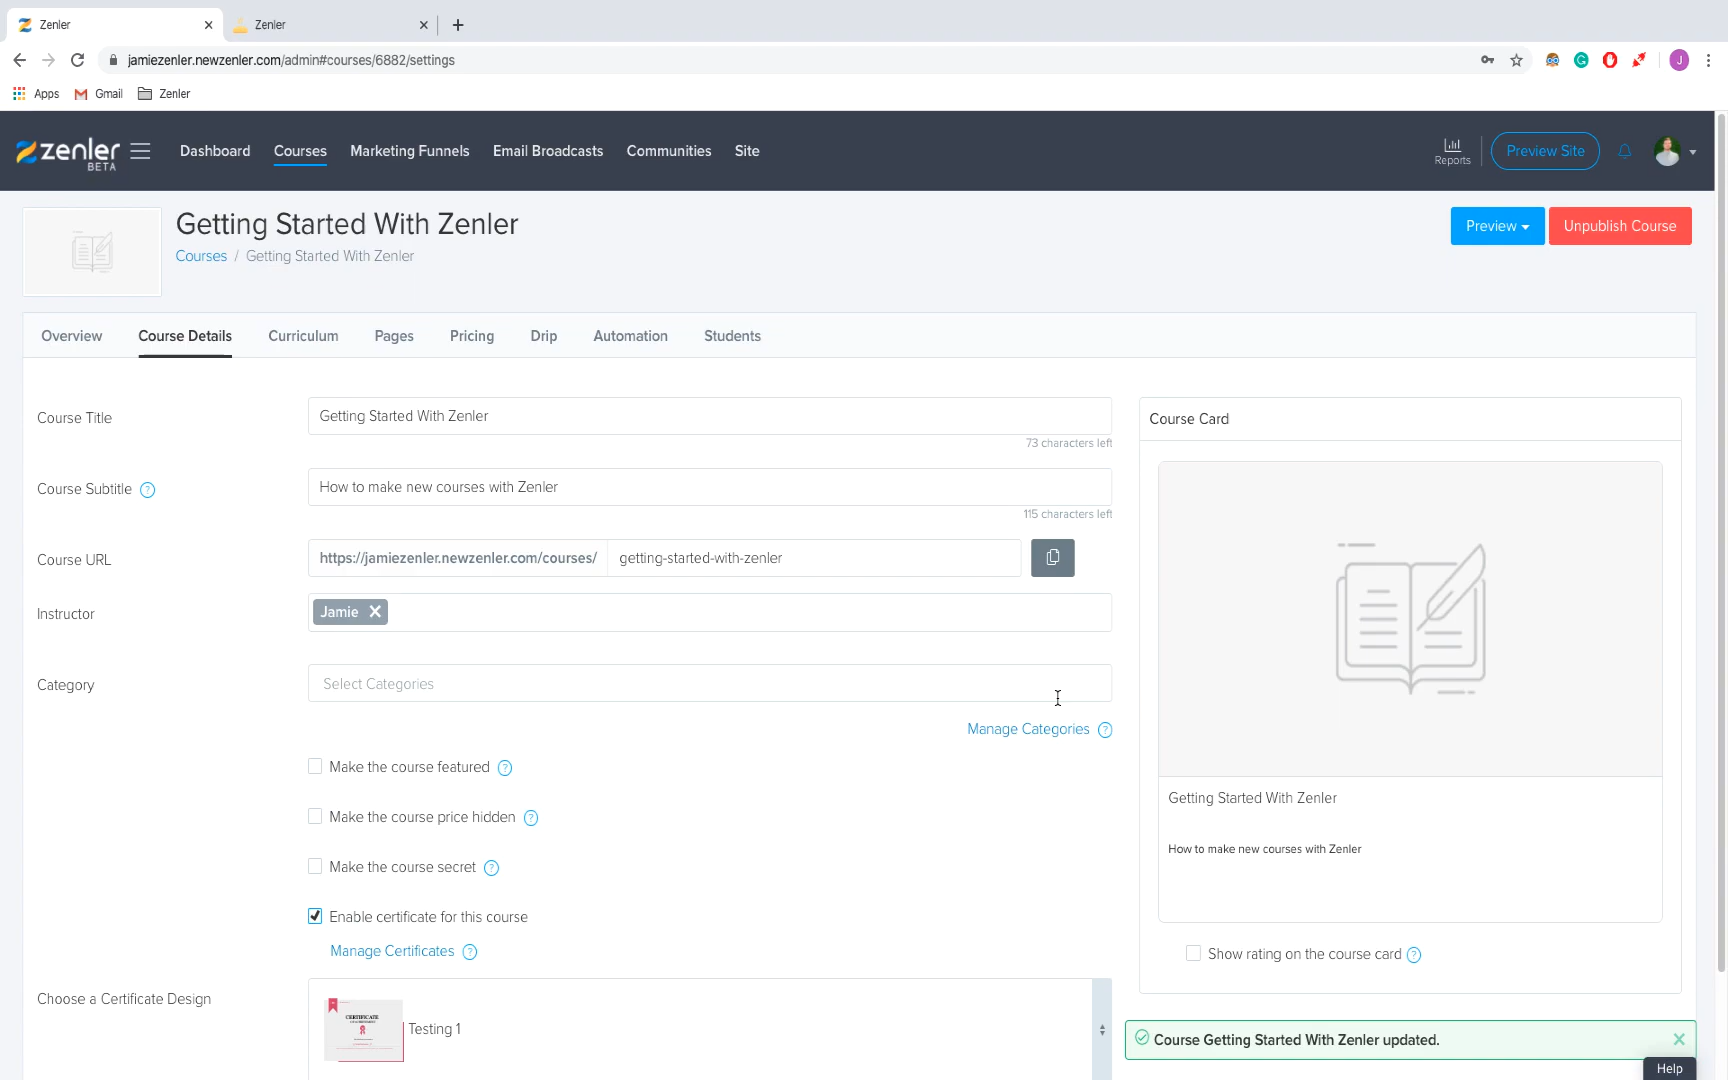 Zenler
Zenler
jamiezenler.newzenler.com/admin#courses/6882/settings
J
Apps
Gmail
Zenler
zenler
BETA
Dashboard
Courses
Marketing Funnels
Email Broadcasts
Communities
Site
Reports
Preview Site
Getting Started With Zenler
Courses / Getting Started With Zenler
Preview
Unpublish Course
Overview
Course Details
Curriculum
Pages
Pricing
Drip
Automation
Students
Course Title
Getting Started With Zenler
73 characters left
Course Subtitle ?
How to make new courses with Zenler
115 characters left
Course URL
https://jamiezenler.newzenler.com/courses/
getting-started-with-zenler
Instructor
Jamie
Category
Select Categories
Manage Categories ?
Make the course featured ?
Make the course price hidden ?
Make the course secret ?
Enable certificate for this course
Manage Certificates ?
Choose a Certificate Design
CERTIFICATE
Testing 1
Course Card
Getting Started With Zenler
How to make new courses with Zenler
Show rating on the course card ?
Course Getting Started With Zenler updated.
Help